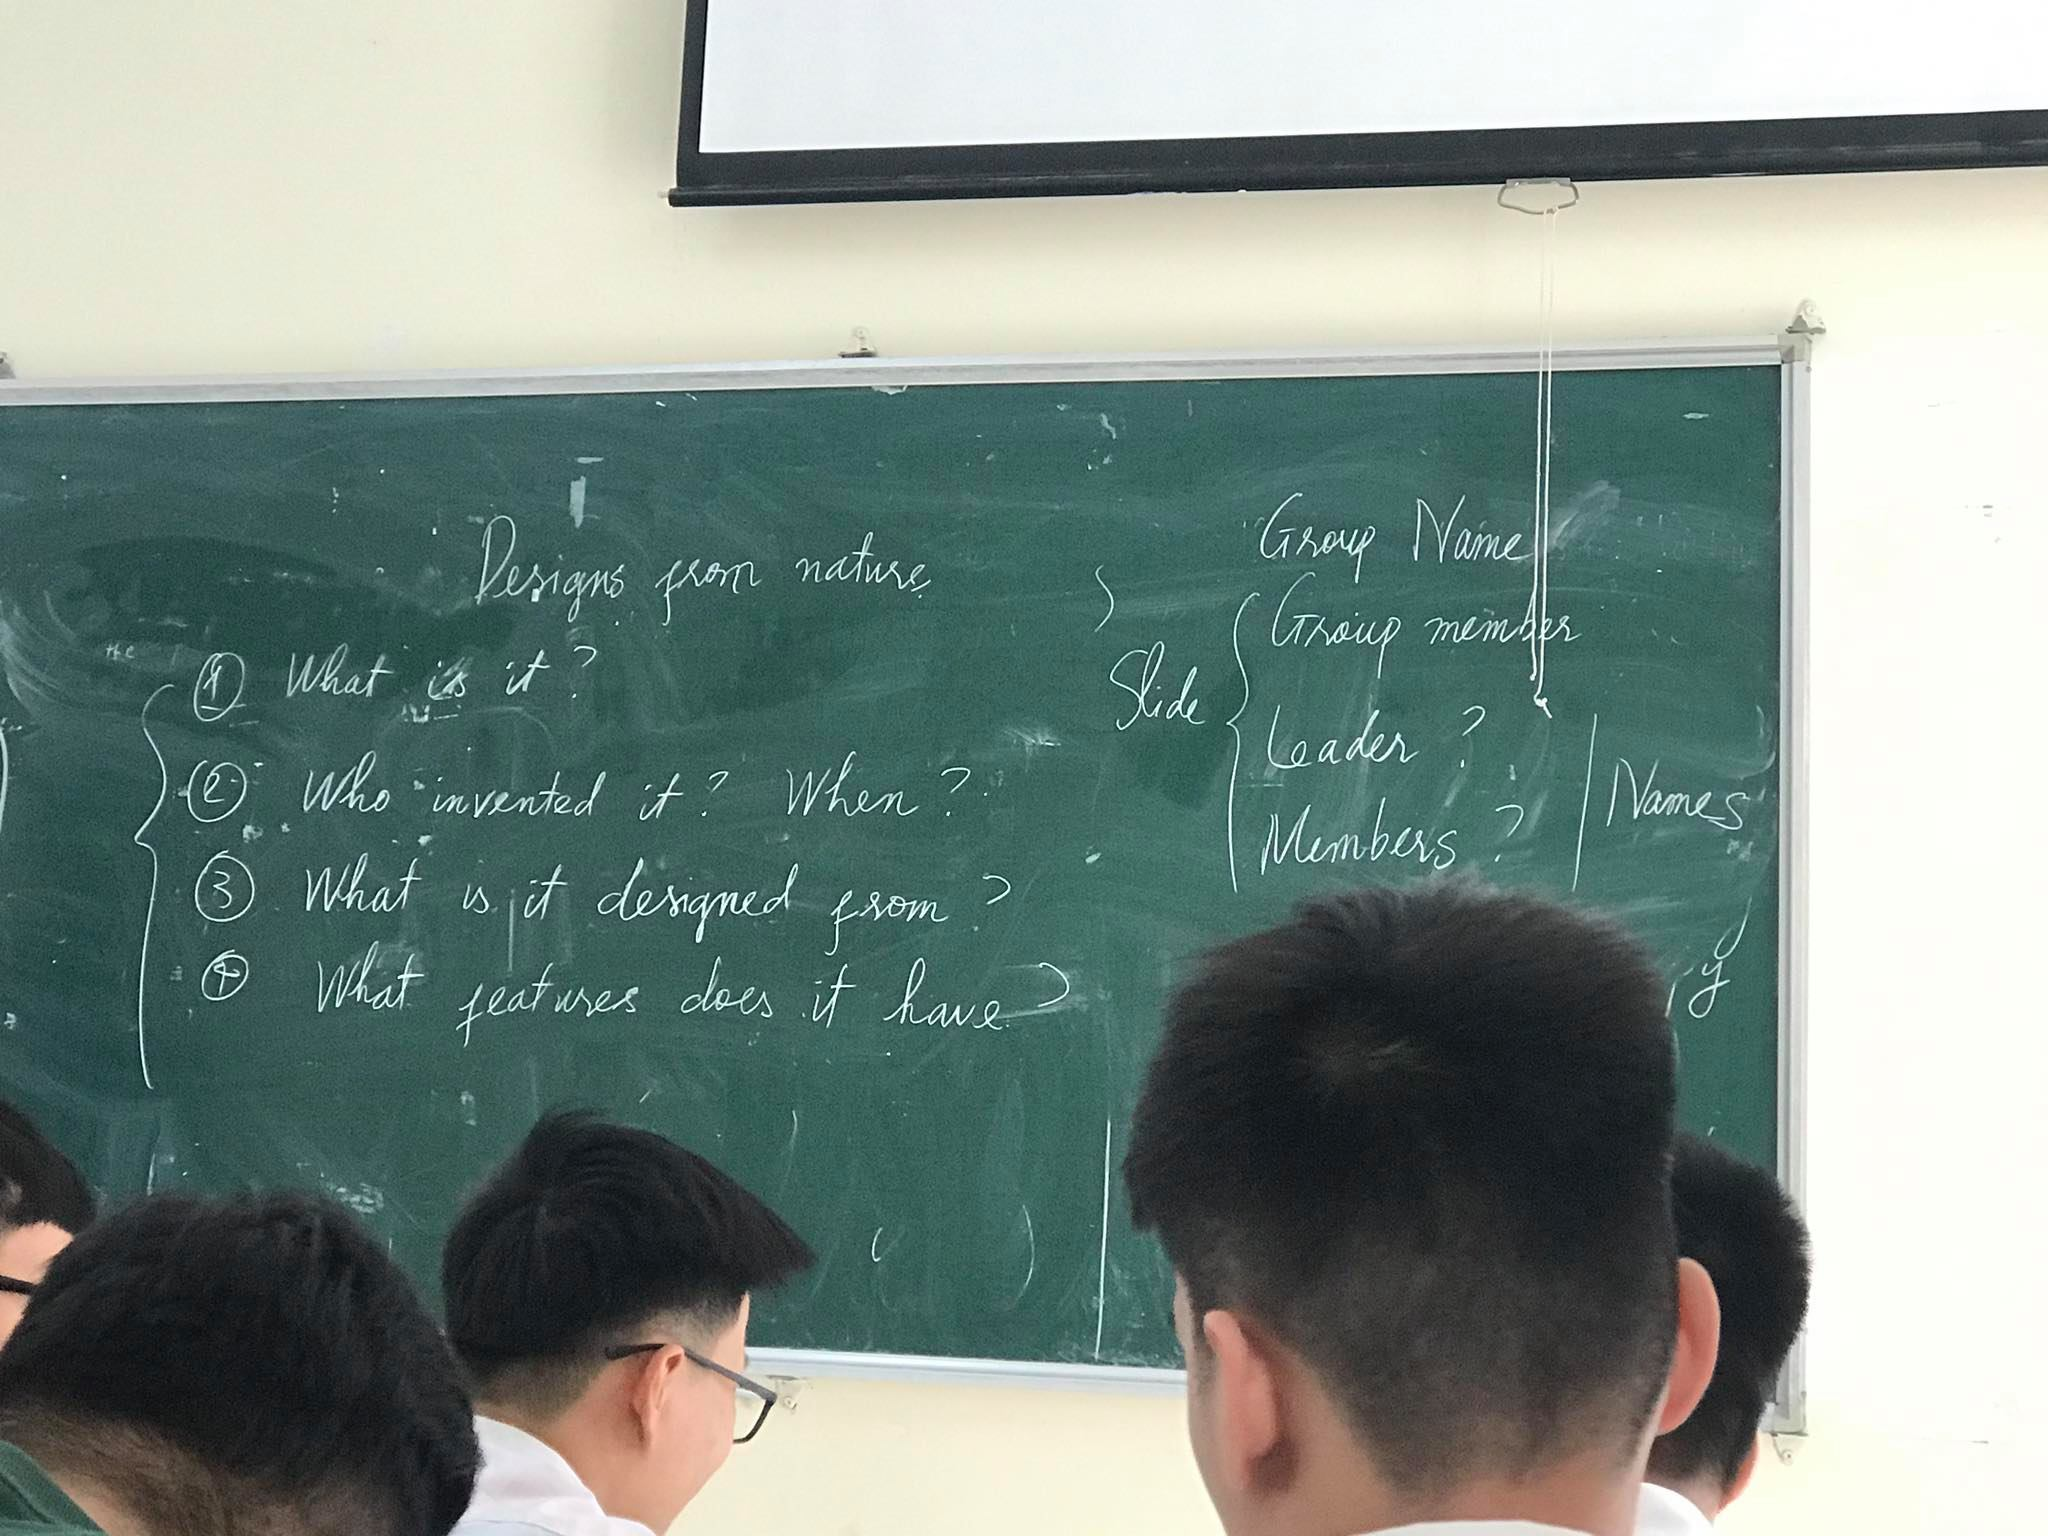 Designs from nature
① What is it?
② Who invented it? When?
③ What is it designed from?
④ What features does it have?
Group Name
Slide
Group member
Leader?
Members?
Names